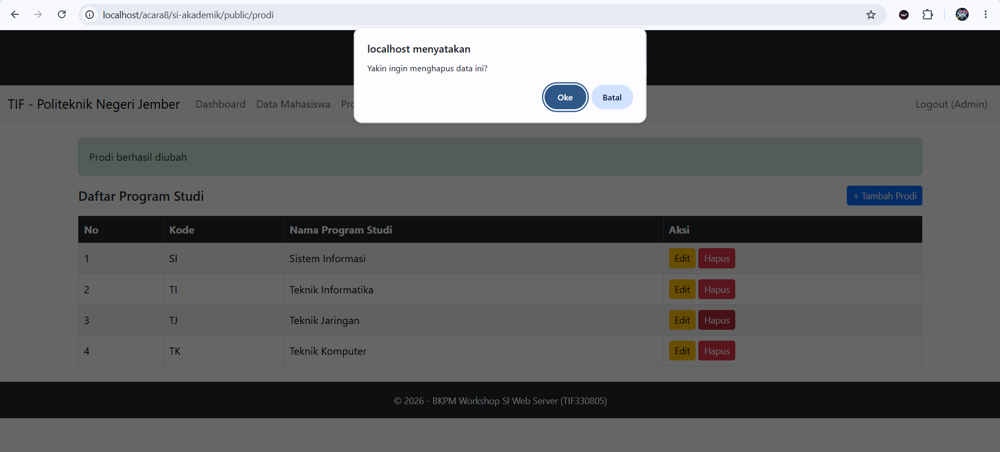 localhost/acara8/si-akademik/public/prodi
localhost menyatakan
Yakin ingin menghapus data ini?
Oke Batal
TIF - Politeknik Negeri Jember Dashboard Data Mahasiswa Logout (Admin)
Prodi berhasil diubah
Daftar Program Studi + Tambah Prodi
No Kode Nama Program Studi Aksi
1 SI Sistem Informasi Edit Hapus
2 TI Teknik Informatika Edit Hapus
3 TJ Teknik Jaringan Edit Hapus
4 TK Teknik Komputer Edit Hapus
© 2026 - BKPM Workshop SI Web Server (TIF330805)